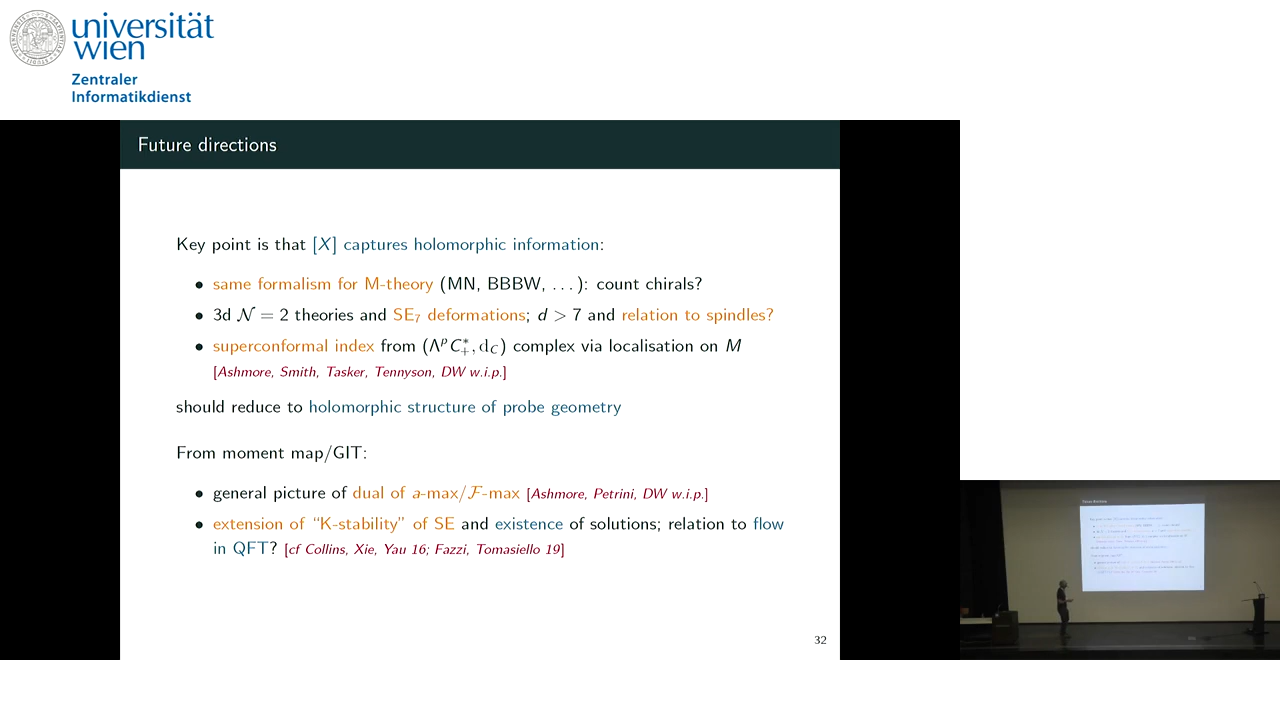 universität
wien
Zentraler
Informatikdienst
Future directions
Key point is that [X] captures holomorphic information:
• same formalism for M-theory (MN, BBBW, ...): count chirals?
• 3d 𝒩 = 2 theories and SE₇ deformations; d > 7 and relation to spindles?
• superconformal index from (ΛᵖC₊*, d_C) complex via localisation on M
[Ashmore, Smith, Tasker, Tennyson, DW w.i.p.]
should reduce to holomorphic structure of probe geometry
From moment map/GIT:
• general picture of dual of a-max/ℱ-max [Ashmore, Petrini, DW w.i.p.]
• extension of “K-stability” of SE and existence of solutions; relation to flow
in QFT? [cf Collins, Xie, Yau 16; Fazzi, Tomasiello 19]
32